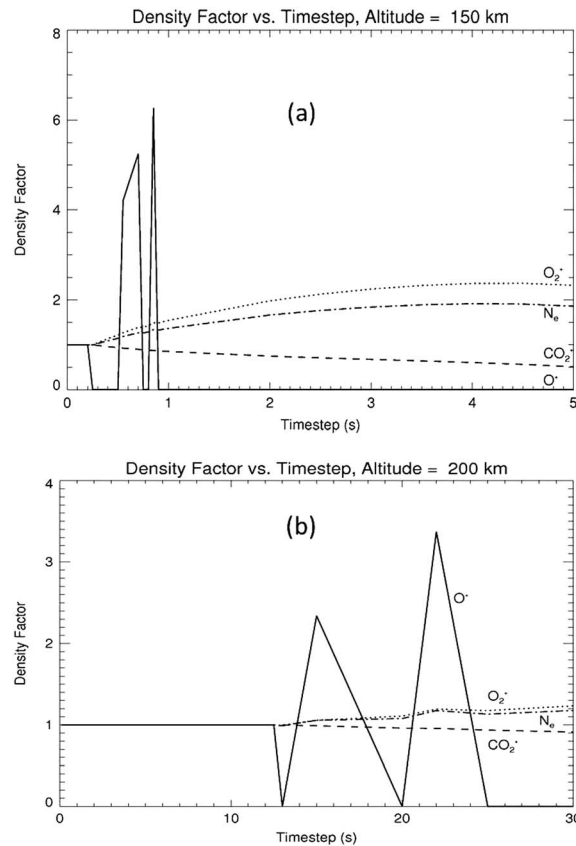 Density Factor vs. Timestep, Altitude = 150 km
(a)
8
6
4
2
0
Density Factor
O₂⁺
Nₑ
CO₂⁺
O⁺
0 1 2 3 4 5
Timestep (s)
Density Factor vs. Timestep, Altitude = 200 km
(b)
4
3
2
1
0
Density Factor
O⁺
O₂⁺
Nₑ
CO₂⁺
0 10 20 30
Timestep (s)